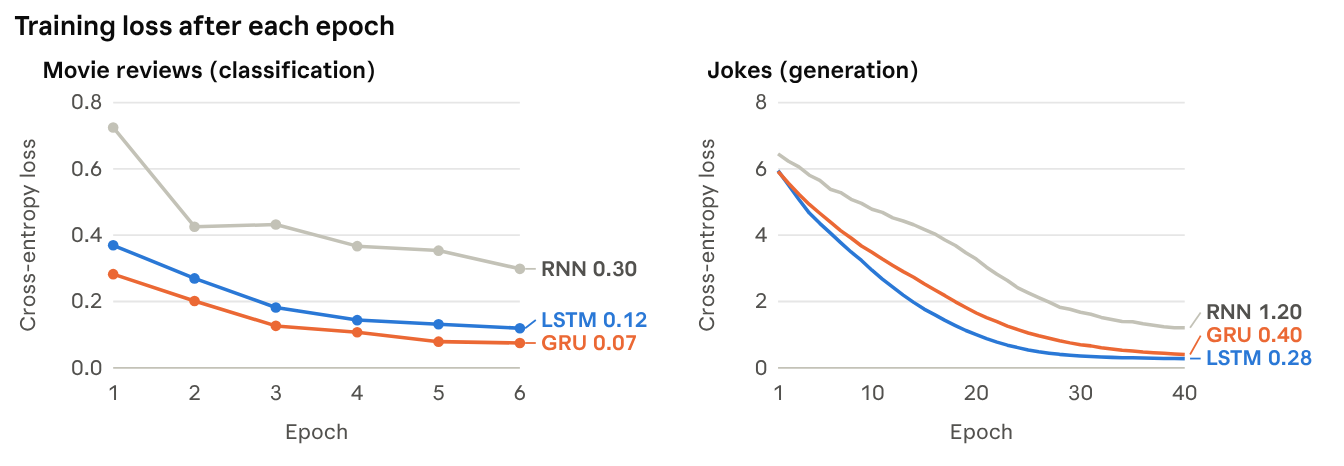 Training loss after each epoch
Movie reviews (classification)
Cross-entropy loss
0.8
0.6
0.4
0.2
0.0
1 2 3 4 5 6
Epoch
RNN 0.30
LSTM 0.12
GRU 0.07
Jokes (generation)
Cross-entropy loss
8
6
4
2
0
1 10 20 30 40
Epoch
RNN 1.20
GRU 0.40
LSTM 0.28